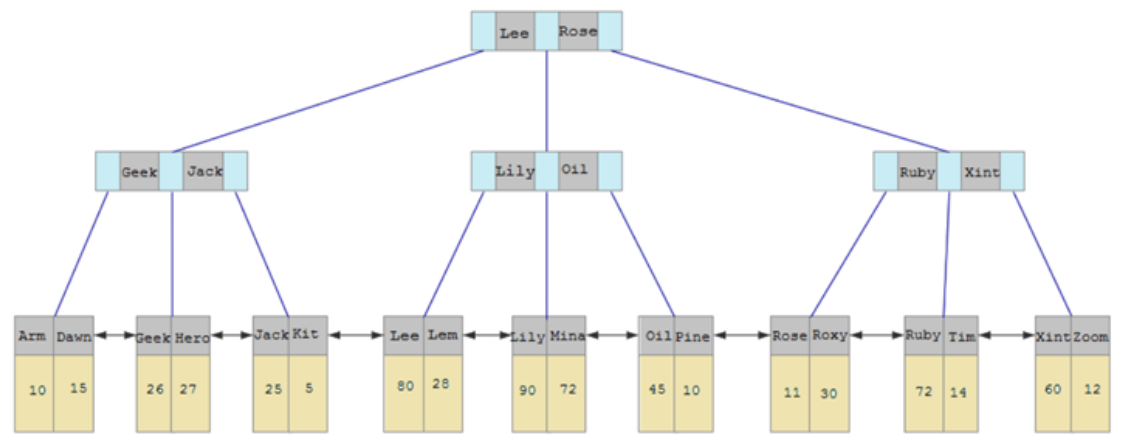 Lee Rose
Geek Jack Lily Oil Ruby Xint
Arm Dawn Geek Hero Jack Kit Lee Lem Lily Mina Oil Pine Rose Roxy Ruby Tim Xint Zoom
10 15 26 27 25 5 80 28 90 72 45 10 11 30 72 14 60 12